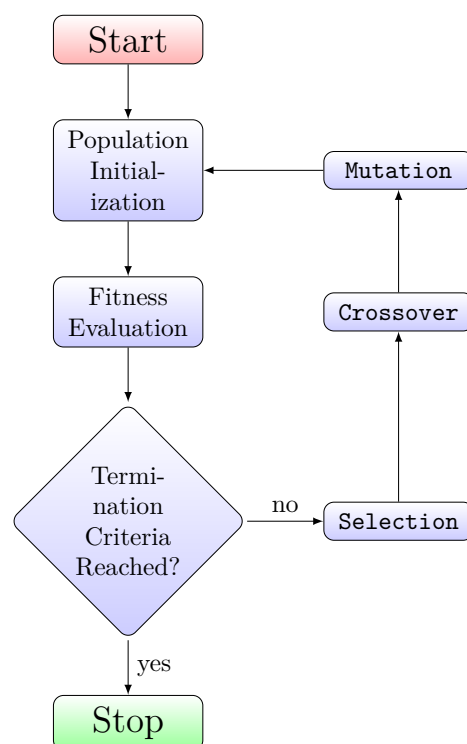 Start
Population
Initial-
ization
Mutation
Fitness
Evaluation
Crossover
Termi-
nation
Criteria
Reached?
no
Selection
yes
Stop